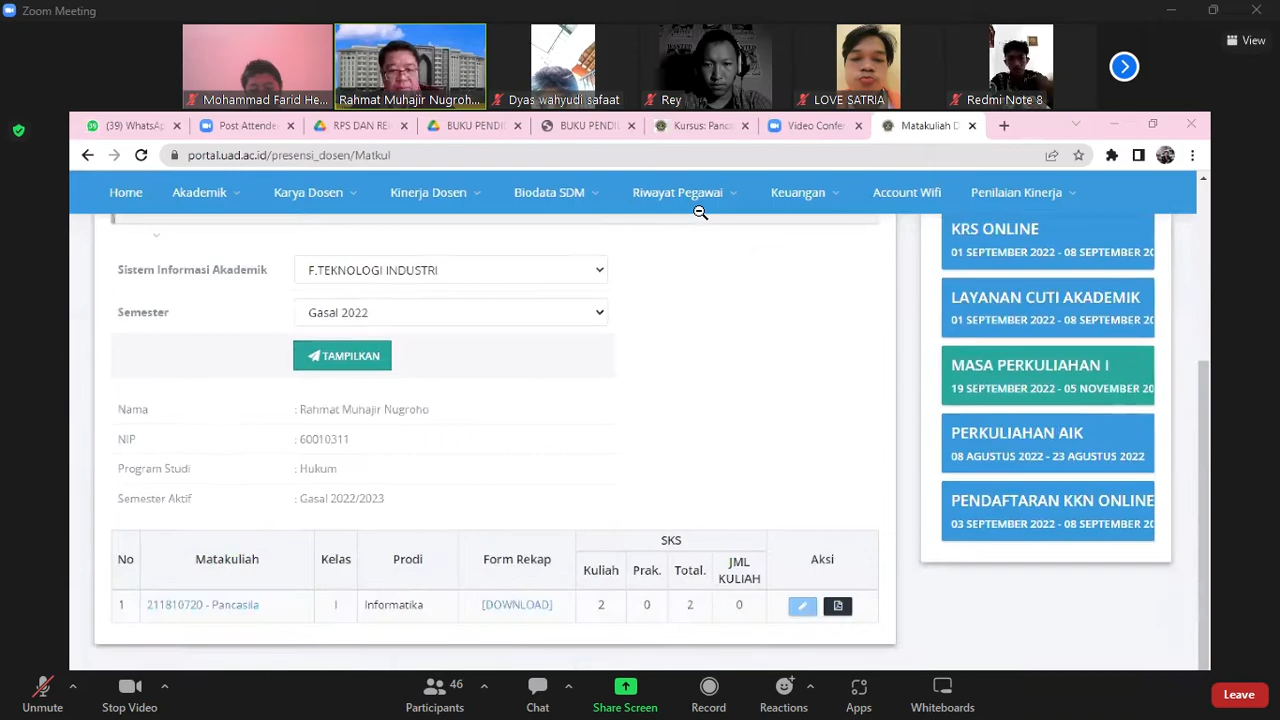 Zoom Meeting
View
Mohammad Farid He...
Rahmat Muhajir Nugroh...
Dyas wahyudi safaat
Rey
LOVE SATRIA
Redmi Note 8
(39) WhatsA
Post Attende
RPS DAN RE
BUKU PENDI
BUKU PENDI
Kursus: Panca
Video Confer
Matakuliah D
portal.uad.ac.id/presensi_dosen/Matkul
Home Akademik Karya Dosen Kinerja Dosen Biodata SDM Riwayat Pegawai Keuangan Account Wifi Penilaian Kinerja
Sistem Informasi Akademik F.TEKNOLOGI INDUSTRI
Semester Gasal 2022
TAMPILKAN
Nama : Rahmat Muhajir Nugroho
NIP : 60010311
Program Studi : Hukum
Semester Aktif : Gasal 2022/2023
No Matakuliah Kelas Prodi Form Rekap SKS Aksi
Kuliah Prak. Total. JML KULIAH
1 211810720 - Pancasila I Informatika [DOWNLOAD] 2 0 2 0
KRS ONLINE
01 SEPTEMBER 2022 - 08 SEPTEMBER 20
LAYANAN CUTI AKADEMIK
01 SEPTEMBER 2022 - 08 SEPTEMBER 20
MASA PERKULIAHAN I
19 SEPTEMBER 2022 - 05 NOVEMBER 20
PERKULIAHAN AIK
08 AGUSTUS 2022 - 23 AGUSTUS 2022
PENDAFTARAN KKN ONLINE
03 SEPTEMBER 2022 - 08 SEPTEMBER 20
Unmute
Stop Video
46
Participants
Chat
Share Screen
Record
Reactions
Apps
Whiteboards
Leave